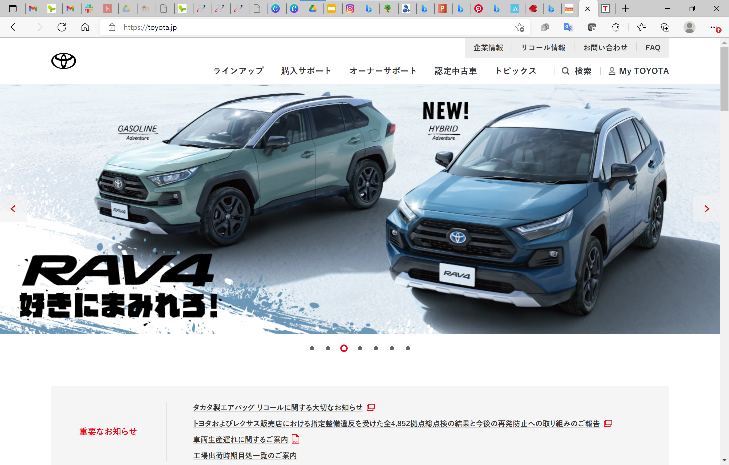 https://toyota.jp
企業情報 リコール情報 お問い合わせ FAQ
ラインアップ 購入サポート オーナーサポート 認定中古車 トピックス 検索 My TOYOTA
GASOLINE
Adventure
NEW!
HYBRID
Adventure
RAV4
RAV4
好きにまみれろ!
重要なお知らせ
タカタ製エアバッグ リコールに関する大切なお知らせ
トヨタおよびレクサス販売店における指定整備違反を受けた全4,852拠点総点検の結果と今後の再発防止への取り組みのご報告
車両生産遅れに関するご案内
工場出荷時期目処一覧のご案内